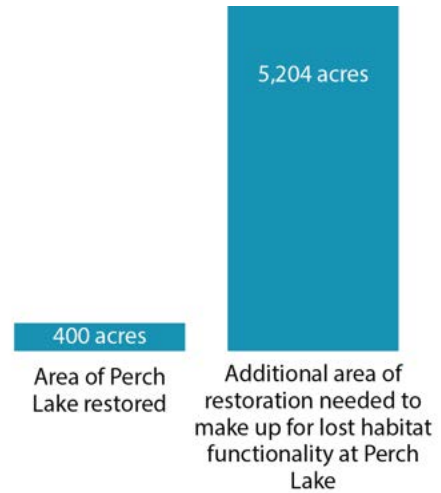 5,204 acres
400 acres
Area of Perch
Lake restored
Additional area of
restoration needed to
make up for lost habitat
functionality at Perch
Lake